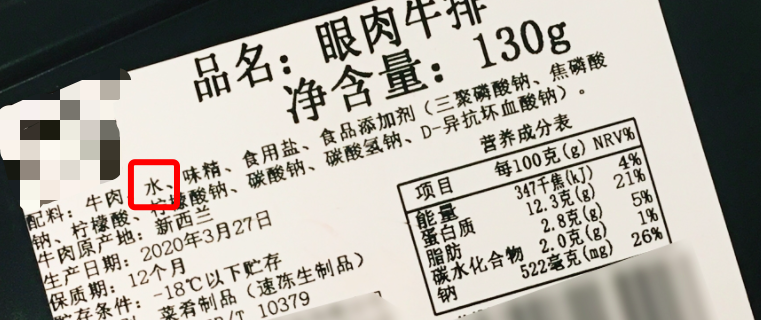 品名：眼肉牛排
净含量：130g
配料：牛肉、水、味精、食用盐、食品添加剂（三聚磷酸钠、焦磷酸
钠、柠檬酸、柠檬酸钠、碳酸钠、碳酸氢钠、D-异抗坏血酸钠）。
牛肉原产地：新西兰
生产日期：2020年3月27日
保质期：12个月
贮存条件：-18℃以下贮存
菜肴制品（速冻生制品）
/T 10379
营养成分表
项目 每100克(g) NRV%
能量 347千焦(kJ) 4%
蛋白质 12.3克(g) 21%
脂肪 2.8克(g) 5%
碳水化合物 2.0克(g) 1%
钠 522毫克(mg) 26%